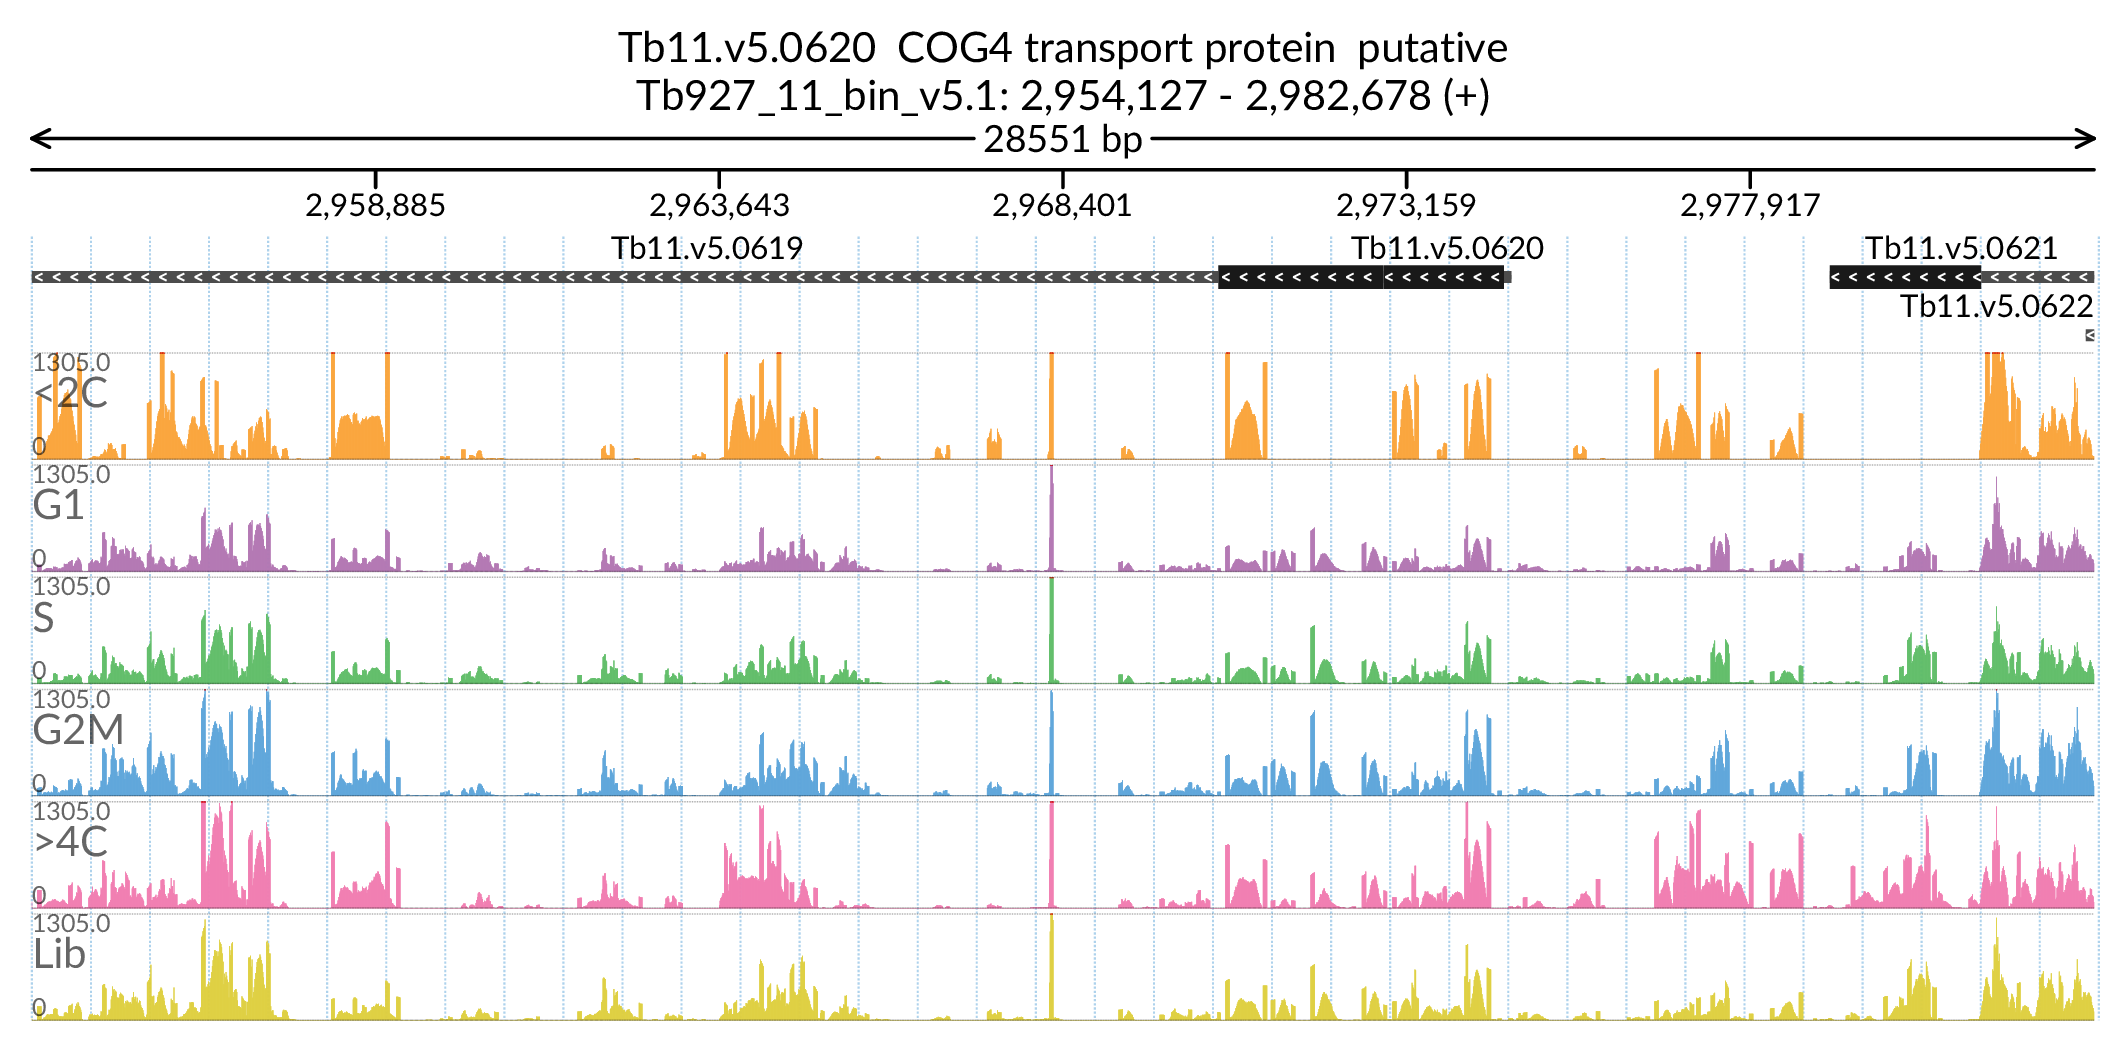 Tb11.v5.0620  COG4 transport protein  putative
Tb927_11_bin_v5.1: 2,954,127 - 2,982,678 (+)
28551 bp
2,958,885 2,963,643 2,968,401 2,973,159 2,977,917
Tb11.v5.0619 Tb11.v5.0620 Tb11.v5.0621
Tb11.v5.0622
1305.0
<2C
0
1305.0
G1
0
1305.0
S
0
1305.0
G2M
0
1305.0
>4C
0
1305.0
Lib
0